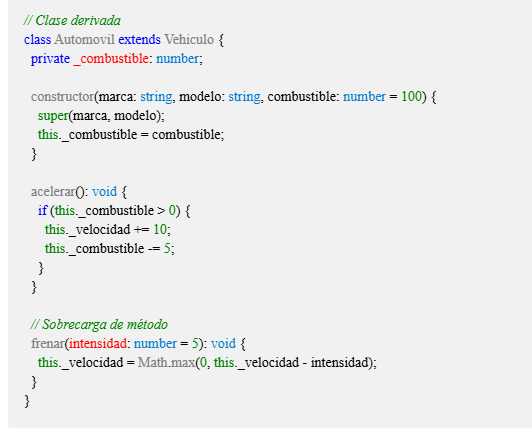 // Clase derivada
class Automovil extends Vehiculo {
  private _combustible: number;
  constructor(marca: string, modelo: string, combustible: number = 100) {
    super(marca, modelo);
    this._combustible = combustible;
  }
  acelerar(): void {
    if (this._combustible > 0) {
      this._velocidad += 10;
      this._combustible -= 5;
    }
  }
  // Sobrecarga de método
  frenar(intensidad: number = 5): void {
    this._velocidad = Math.max(0, this._velocidad - intensidad);
  }
}